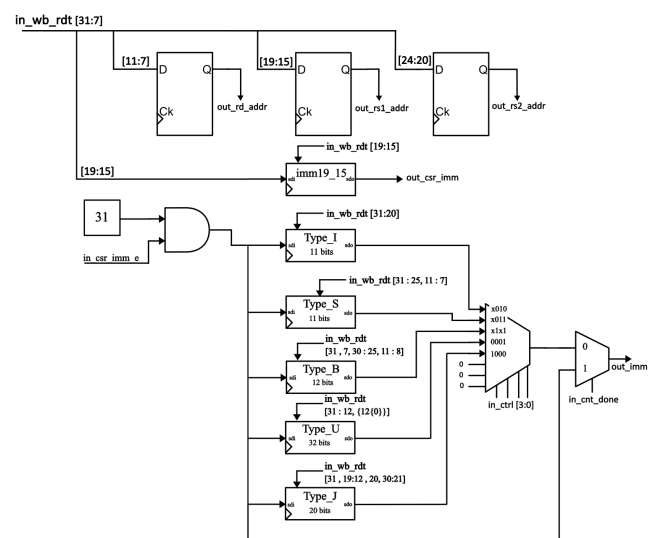 in_wb_rdt [31:7]
[11:7]
[19:15]
[24:20]
D Q
D Q
D Q
out_rd_addr
out_rs1_addr
out_rs2_addr
Ck
Ck
Ck
in_wb_rdt [19:15]
[19:15]
imm19_15
sdi sdo
out_csr_imm
31
in_csr_imm_e
in_wb_rdt [31:20]
Type_I
sdi sdo
11 bits
in_wb_rdt [31 : 25, 11 : 7]
Type_S
sdi sdo
11 bits
in_wb_rdt
[31 , 7, 30 : 25, 11 : 8]
Type_B
sdi sdo
12 bits
in_wb_rdt
[31 : 12, {12{0}}]
Type_U
sdi sdo
32 bits
in_wb_rdt
[31 , 19:12 , 20, 30:21]
Type_J
sdi sdo
20 bits
x010
x011
x1x1
0001
1000
0
0
0
in_ctrl [3:0]
0
1
out_imm
in_cnt_done